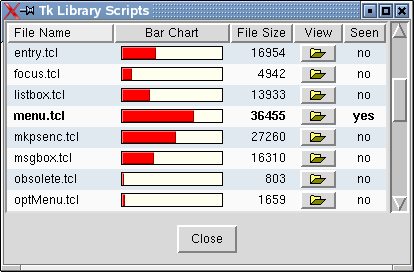 Tk Library Scripts
File Name Bar Chart File Size View Seen
entry.tcl 16954 no
focus.tcl 4942 no
listbox.tcl 13933 no
menu.tcl 36455 yes
mkpsenc.tcl 27260 no
msgbox.tcl 16310 no
obsolete.tcl 803 no
optMenu.tcl 1659 no
Close